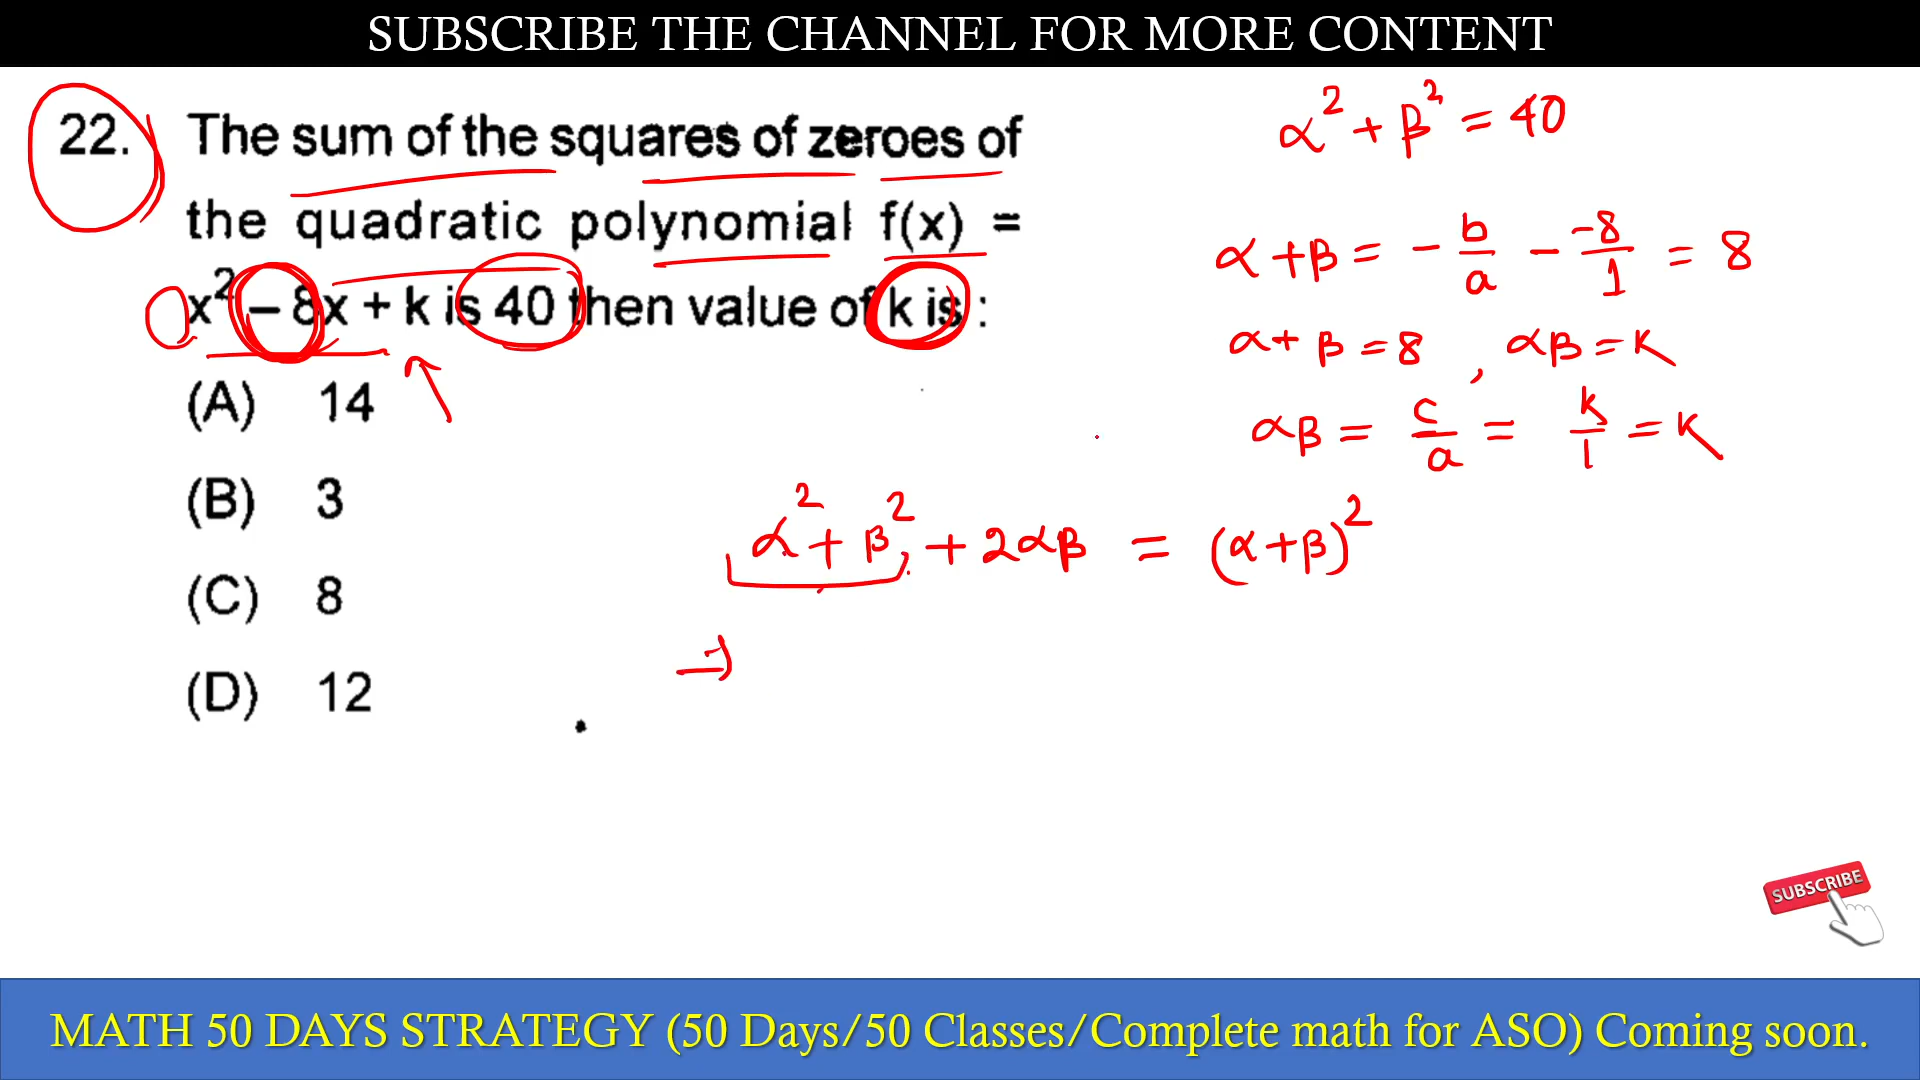 SUBSCRIBE THE CHANNEL FOR MORE CONTENT
22. The sum of the squares of zeroes of
the quadratic polynomial f(x) =
x² – 8x + k is 40 then value of k is :
(A) 14
(B) 3
(C) 8
(D) 12
α² + β² = 40
α + β = - b/a - -8/1 = 8
α + β = 8 , αβ = K
αβ = c/a = k/1 = K
α² + β² + 2αβ = (α+β)²
→
SUBSCRIBE
MATH 50 DAYS STRATEGY (50 Days/50 Classes/Complete math for ASO) Coming soon.